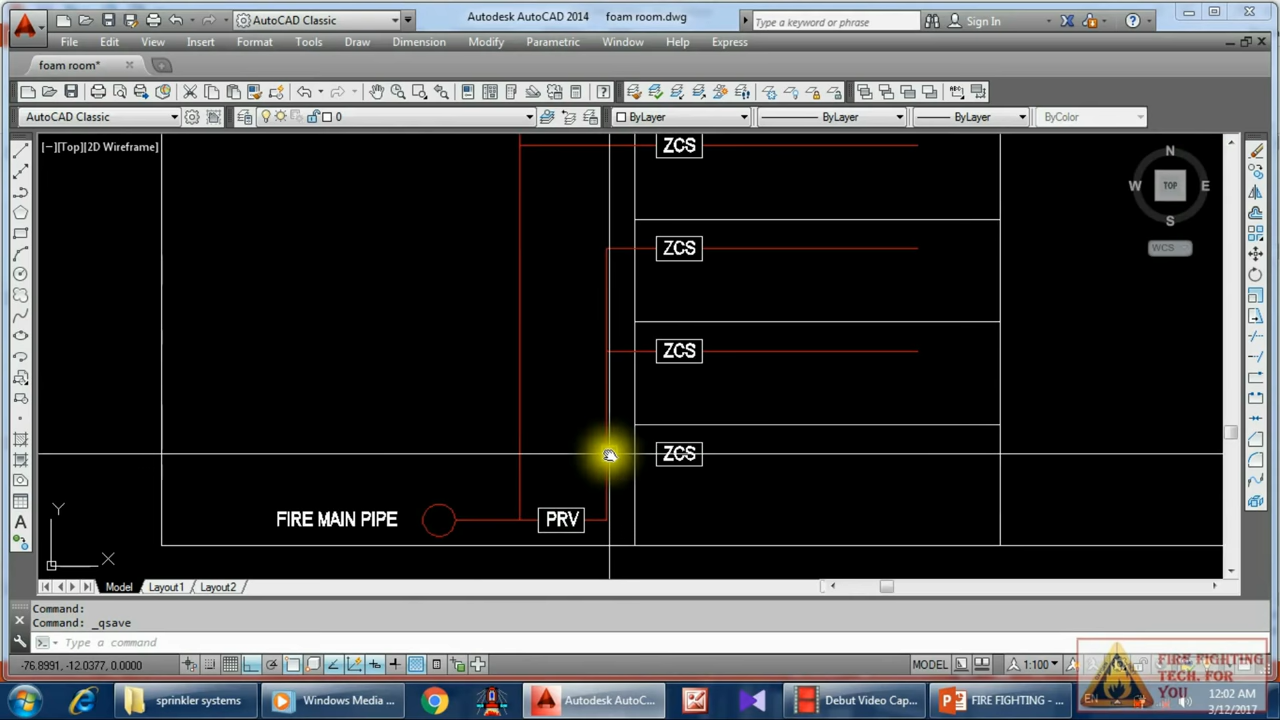 AutoCAD Classic
Autodesk AutoCAD 2014 foam room.dwg
Type a keyword or phrase
Sign In
File Edit View Insert Format Tools Draw Dimension Modify Parametric Window Help Express
foam room*
AutoCAD Classic
0
ByLayer
ByLayer
ByLayer
ByColor
[−][Top][2D Wireframe]
N
W TOP E
S
WCS
ZCS
ZCS
ZCS
ZCS
FIRE MAIN PIPE
PRV
Y
X
Model Layout1 Layout2
Command:
Command: _qsave
Type a command
-76.8991, -12.0377, 0.0000
MODEL
1:100
FIRE FIGHTING
TECH. FOR
YOU
sprinkler systems
Windows Media ...
Autodesk AutoC...
Debut Video Cap...
FIRE FIGHTING - ...
EN
12:02 AM
3/12/2017